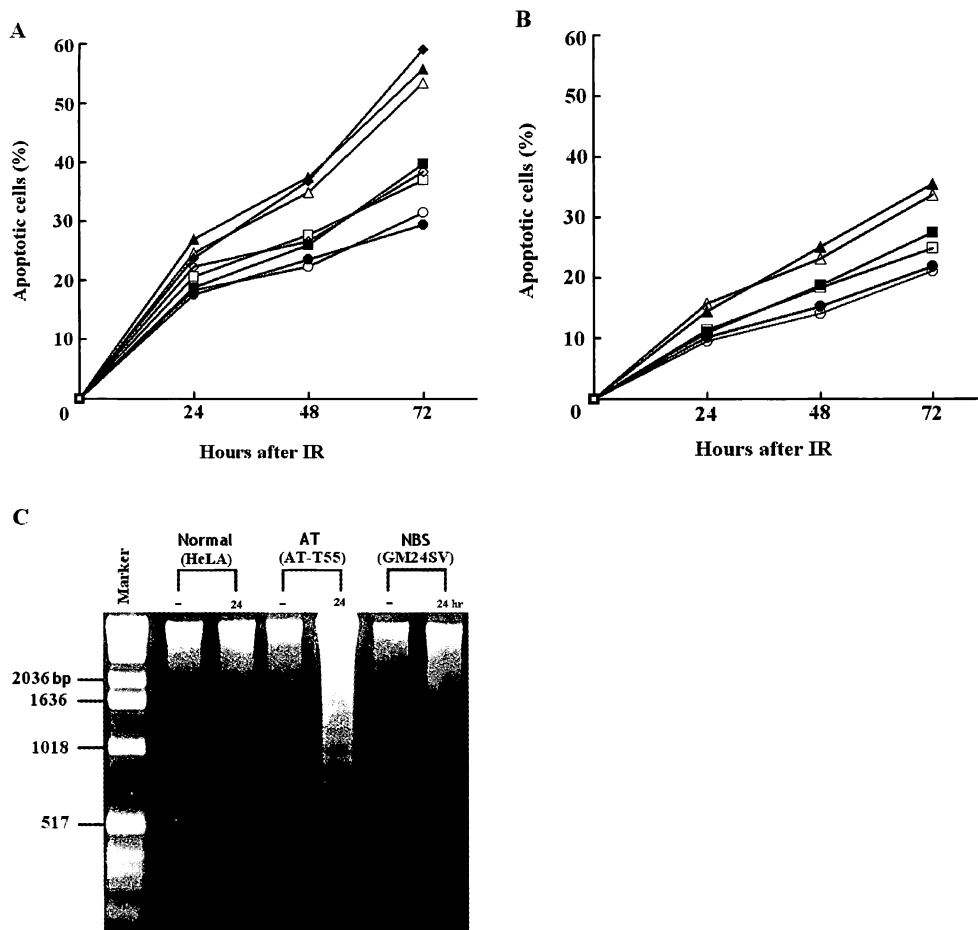 A
60
50
40
30
20
10
0
24
48
72
Apoptotic cells (%)
Hours after IR
B
60
50
40
30
20
10
0
24
48
72
Apoptotic cells (%)
Hours after IR
C
Marker
Normal
(HeLA)
AT
(AT-T55)
NBS
(GM24SV)
– 24 – 24 – 24 hr
2036 bp
1636
1018
517